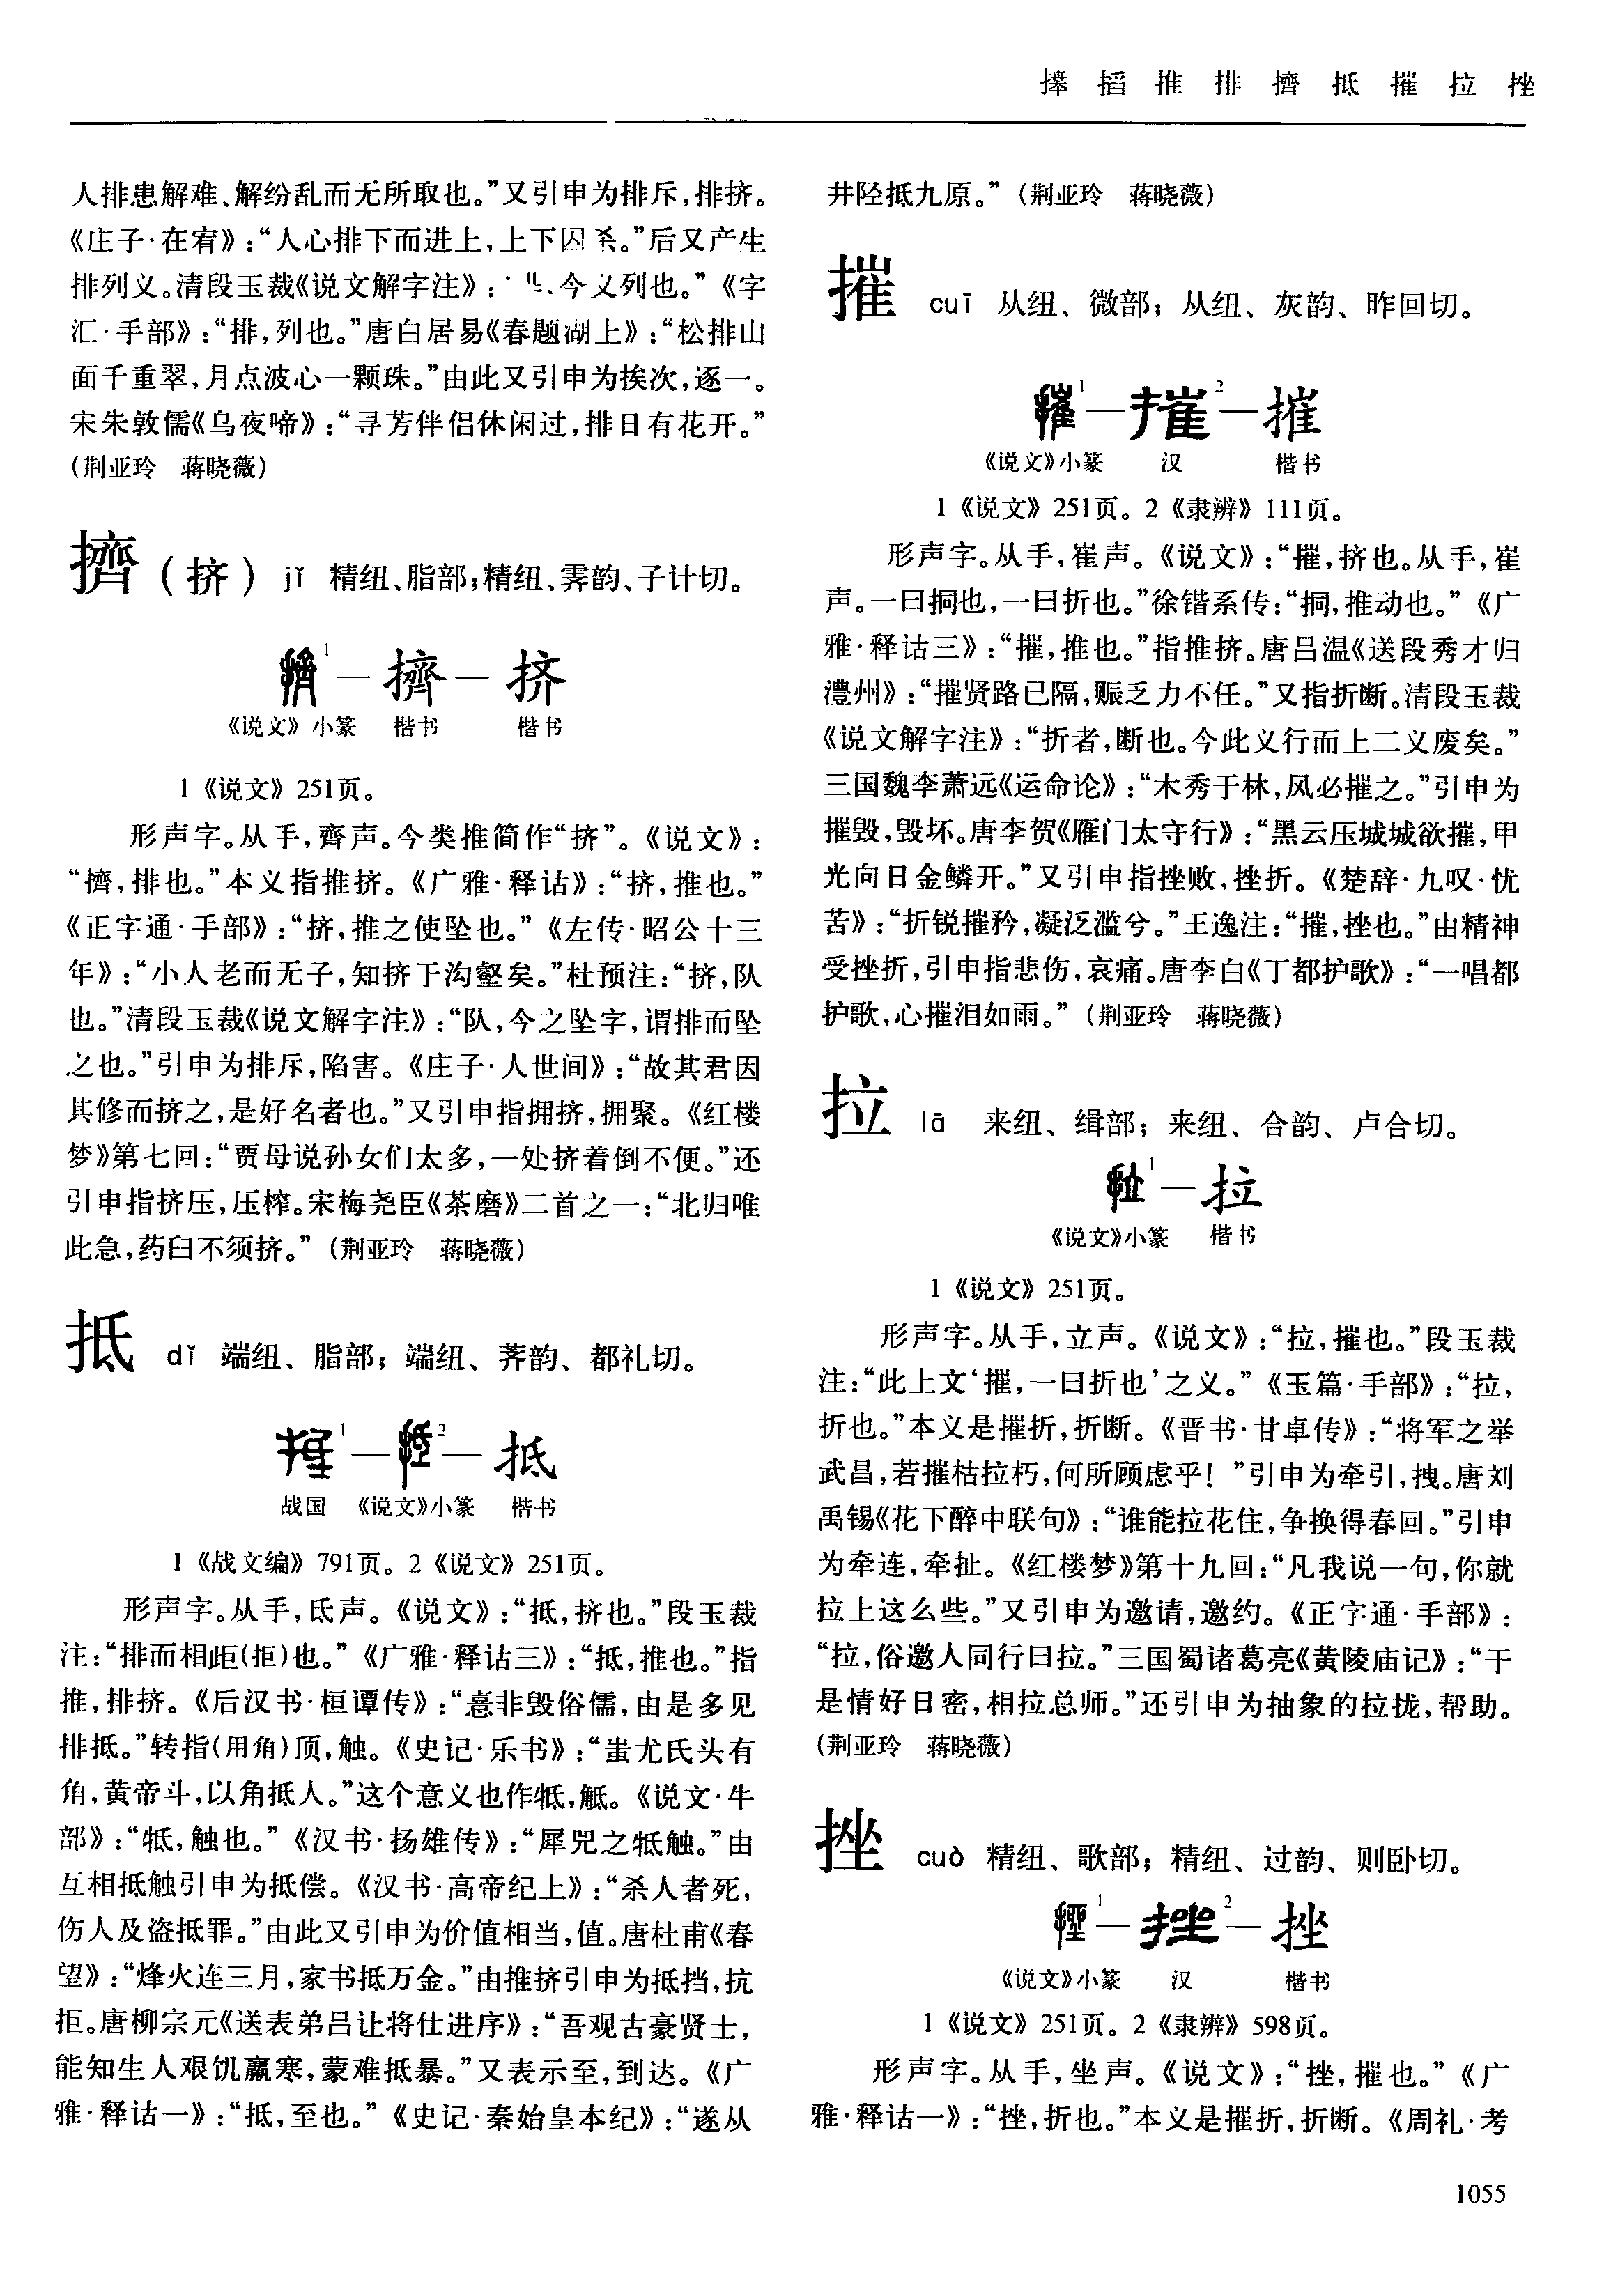 搼 搯 推 排 擠 抵 摧 拉 挫
人排患解难、解纷乱而无所取也。”又引申为排斥，排挤。
《庄子·在宥》：“人心排下而进上，上下囚杀。”后又产生
排列义。清段玉裁《说文解字注》：今义列也。”《字
汇·手部》：“排，列也。”唐白居易《春题湖上》：“松排山
面千重翠，月点波心一颗珠。”由此又引申为挨次，逐一。
宋朱敦儒《乌夜啼》：“寻芳伴侣休闲过，排日有花开。”
（荆亚玲 蒋晓薇）
擠（挤） jǐ 精纽、脂部；精纽、霁韵、子计切。
擠1—擠—挤
《说文》小篆 楷书 楷书
1《说文》251页。
形声字。从手，齊声。今类推简作“挤”。《说文》：
“擠，排也。”本义指推挤。《广雅·释诂》：“挤，推也。”
《正字通·手部》：“挤，推之使坠也。”《左传·昭公十三
年》：“小人老而无子，知挤于沟壑矣。”杜预注：“挤，队
也。”清段玉裁《说文解字注》：“队，今之坠字，谓排而坠
之也。”引申为排斥，陷害。《庄子·人世间》：“故其君因
其修而挤之，是好名者也。”又引申指拥挤，拥聚。《红楼
梦》第七回：“贾母说孙女们太多，一处挤着倒不便。”还
引申指挤压，压榨。宋梅尧臣《茶磨》二首之一：“北归唯
此急，药臼不须挤。”（荆亚玲 蒋晓薇）
抵 dǐ 端纽、脂部；端纽、荠韵、都礼切。
抵1—抵2—抵
战国 《说文》小篆 楷书
1《战文编》791页。2《说文》251页。
形声字。从手，氐声。《说文》：“抵，挤也。”段玉裁
注：“排而相歫(拒)也。”《广雅·释诂三》：“抵，推也。”指
推，排挤。《后汉书·桓谭传》：“憙非毁俗儒，由是多见
排抵。”转指(用角)顶，触。《史记·乐书》：“蚩尤氏头有
角，黄帝斗，以角抵人。”这个意义也作牴，觝。《说文·牛
部》：“牴，触也。”《汉书·扬雄传》：“犀兕之牴触。”由
互相抵触引申为抵偿。《汉书·高帝纪上》：“杀人者死，
伤人及盗抵罪。”由此又引申为价值相当，值。唐杜甫《春
望》：“烽火连三月，家书抵万金。”由推挤引申为抵挡，抗
拒。唐柳宗元《送表弟吕让将仕进序》：“吾观古豪贤士，
能知生人艰饥羸寒，蒙难抵暴。”又表示至，到达。《广
雅·释诂一》：“抵，至也。”《史记·秦始皇本纪》：“遂从
井陉抵九原。”（荆亚玲 蒋晓薇）
摧 cuī 从纽、微部；从纽、灰韵、昨回切。
摧1—摧2—摧
《说文》小篆 汉 楷书
1《说文》251页。2《隶辨》111页。
形声字。从手，崔声。《说文》：“摧，挤也。从手，崔
声。一曰挏也，一曰折也。”徐锴系传：“挏，推动也。”《广
雅·释诂三》：“摧，推也。”指推挤。唐吕温《送段秀才归
澧州》：“摧贤路已隔，赈乏力不任。”又指折断。清段玉裁
《说文解字注》：“折者，断也。今此义行而上二义废矣。”
三国魏李萧远《运命论》：“木秀于林，风必摧之。”引申为
摧毁，毁坏。唐李贺《雁门太守行》：“黑云压城城欲摧，甲
光向日金鳞开。”又引申指挫败，挫折。《楚辞·九叹·忧
苦》：“折锐摧矜，凝泛滥兮。”王逸注：“摧，挫也。”由精神
受挫折，引申指悲伤，哀痛。唐李白《丁都护歌》：“一唱都
护歌，心摧泪如雨。”（荆亚玲 蒋晓薇）
拉 lā 来纽、缉部；来纽、合韵、卢合切。
拉1—拉
《说文》小篆 楷书
1《说文》251页。
形声字。从手，立声。《说文》：“拉，摧也。”段玉裁
注：“此上文‘摧，一曰折也’之义。”《玉篇·手部》：“拉，
折也。”本义是摧折，折断。《晋书·甘卓传》：“将军之举
武昌，若摧枯拉朽，何所顾虑乎！”引申为牵引，拽。唐刘
禹锡《花下醉中联句》：“谁能拉花住，争换得春回。”引申
为牵连，牵扯。《红楼梦》第十九回：“凡我说一句，你就
拉上这么些。”又引申为邀请，邀约。《正字通·手部》：
“拉，俗邀人同行曰拉。”三国蜀诸葛亮《黄陵庙记》：“于
是情好日密，相拉总师。”还引申为抽象的拉拢，帮助。
（荆亚玲 蒋晓薇）
挫 cuò 精纽、歌部；精纽、过韵、则卧切。
挫1—挫2—挫
《说文》小篆 汉 楷书
1《说文》251页。2《隶辨》598页。
形声字。从手，坐声。《说文》：“挫，摧也。”《广
雅·释诂一》：“挫，折也。”本义是摧折，折断。《周礼·考
1055